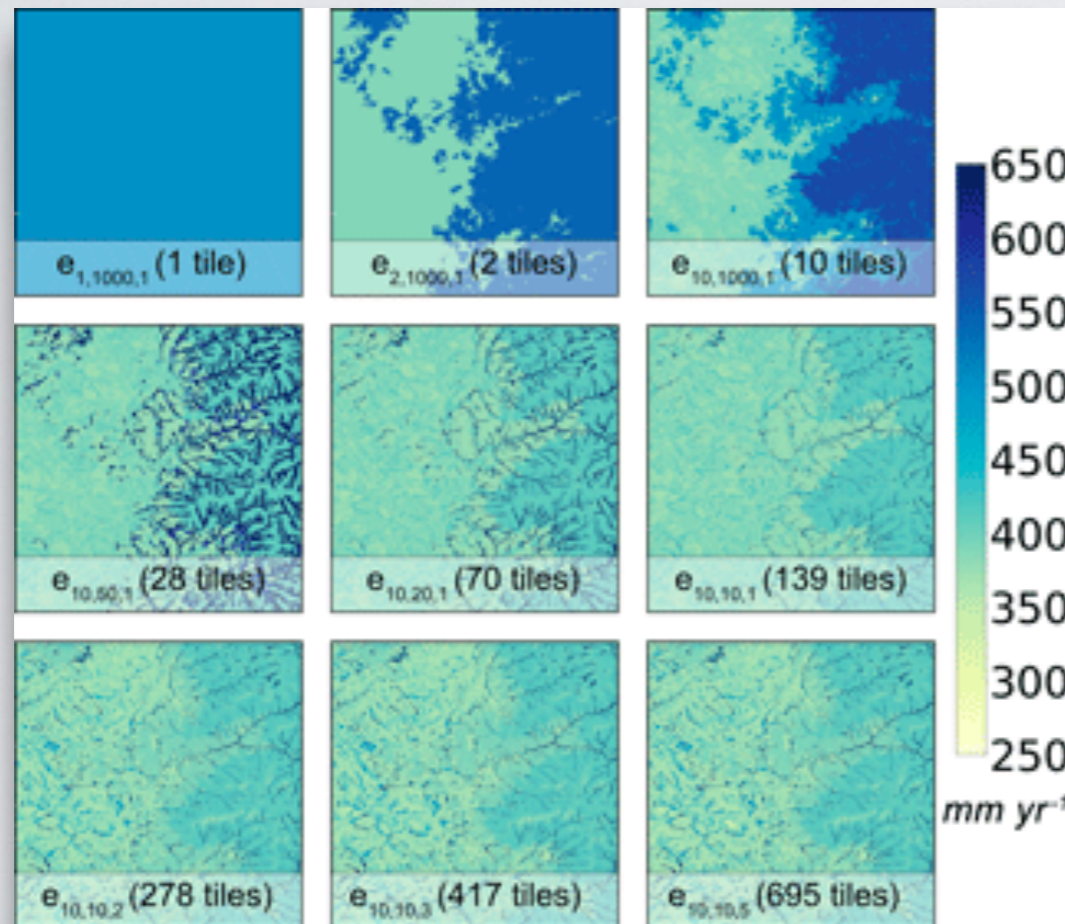 e1,1000,1 (1 tile)
e2,1000,1 (2 tiles)
e10,1000,1 (10 tiles)
650
600
550
500
450
400
350
300
250
mm yr-1
e10,50,1 (28 tiles)
e10,20,1 (70 tiles)
e10,10,1 (139 tiles)
e10,10,2 (278 tiles)
e10,10,3 (417 tiles)
e10,10,5 (695 tiles)